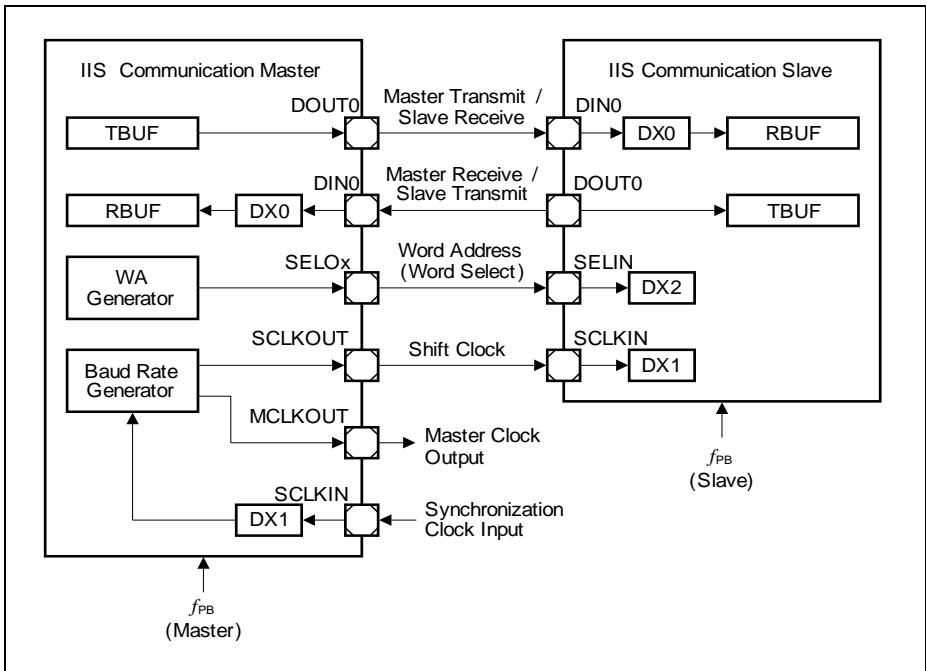 IIS Communication Master
IIS Communication Slave
DOUT0
Master Transmit /
Slave Receive
DIN0
TBUF
DX0
RBUF
DIN0
Master Receive /
Slave Transmit
DOUT0
RBUF
DX0
TBUF
SELOx
Word Address
(Word Select)
SELIN
WA
Generator
DX2
SCLKOUT
Shift Clock
SCLKIN
Baud Rate
Generator
DX1
MCLKOUT
Master Clock
Output
fPB
(Slave)
SCLKIN
DX1
Synchronization
Clock Input
fPB
(Master)